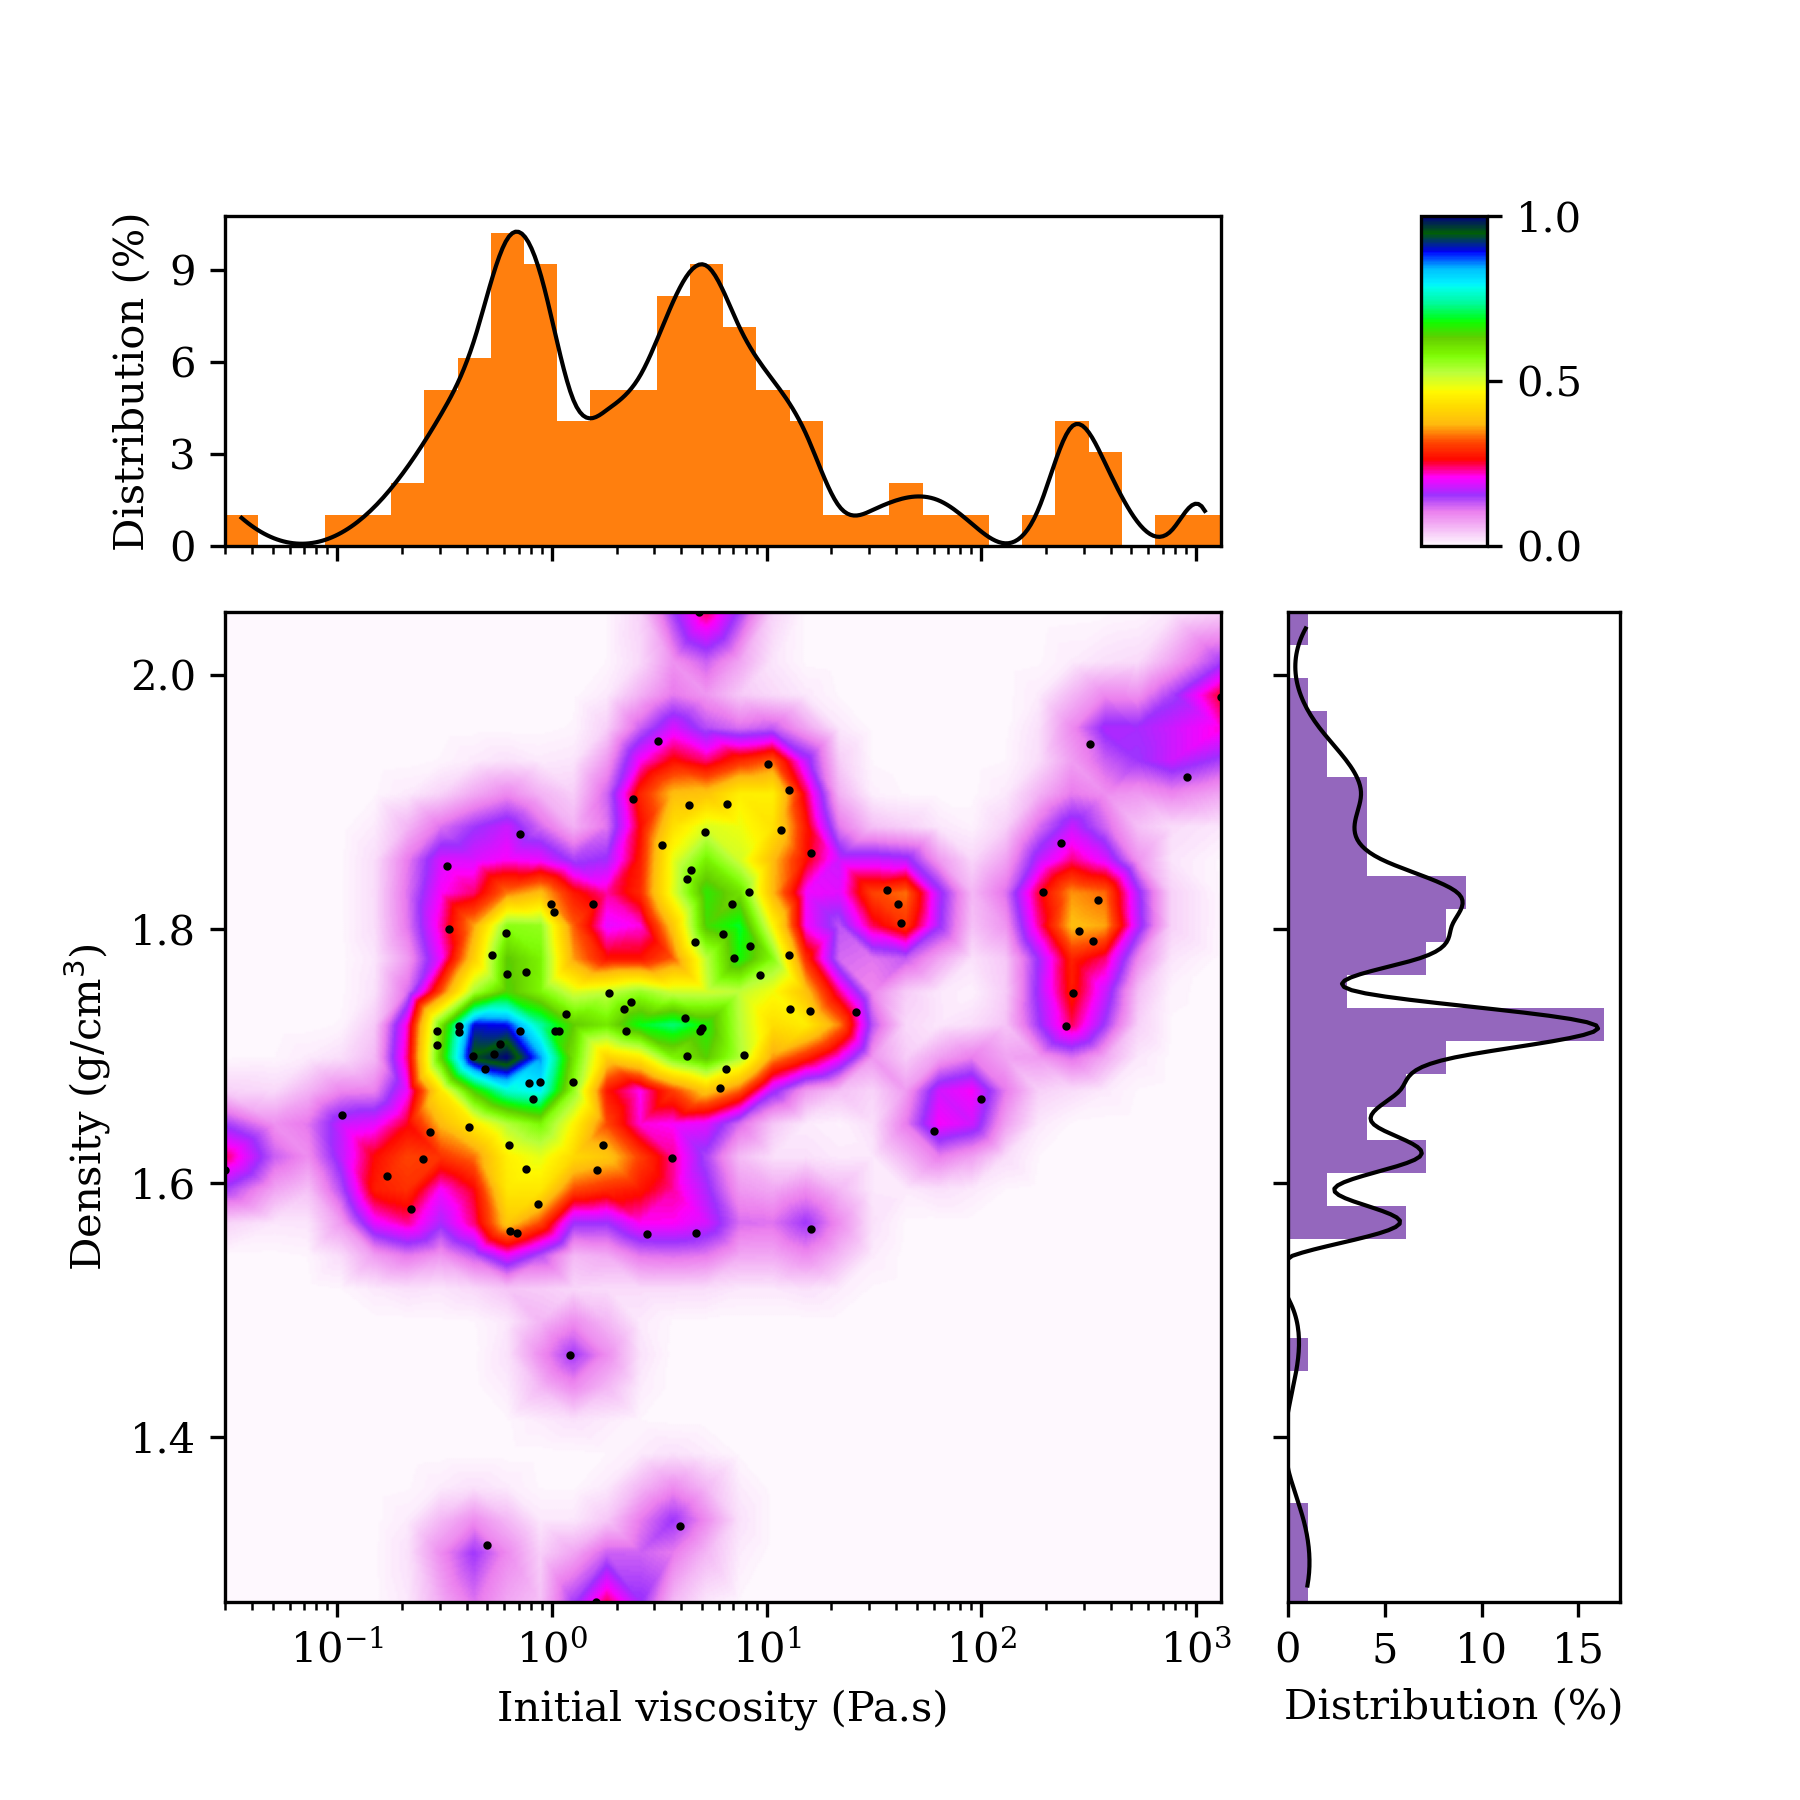 Distribution (%)
9
6
3
0
1.0
0.5
0.0
Density (g/cm³)
2.0
1.8
1.6
1.4
10⁻¹ 10⁰ 10¹ 10² 10³
Initial viscosity (Pa.s)
0 5 10 15
Distribution (%)